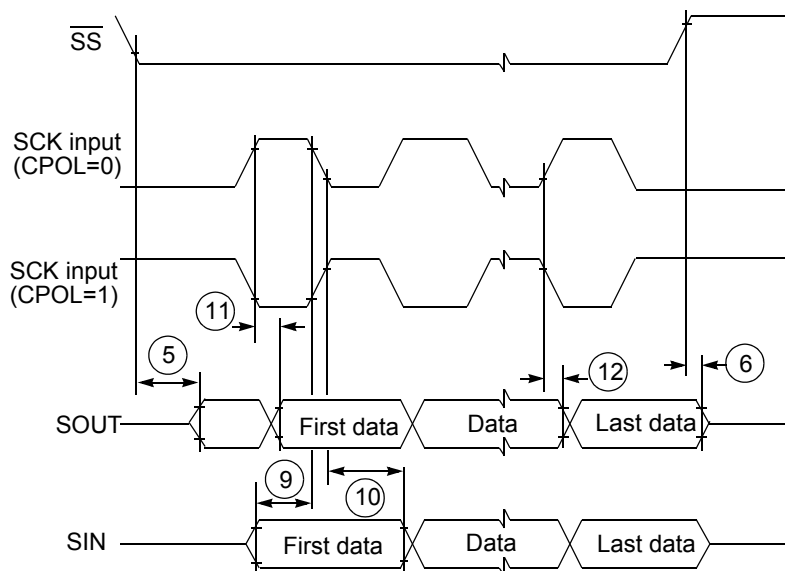 SS
SCK input
(CPOL=0)
SCK input
(CPOL=1)
11
5
12
6
SOUT
First data
Data
Last data
9
10
SIN
First data
Data
Last data